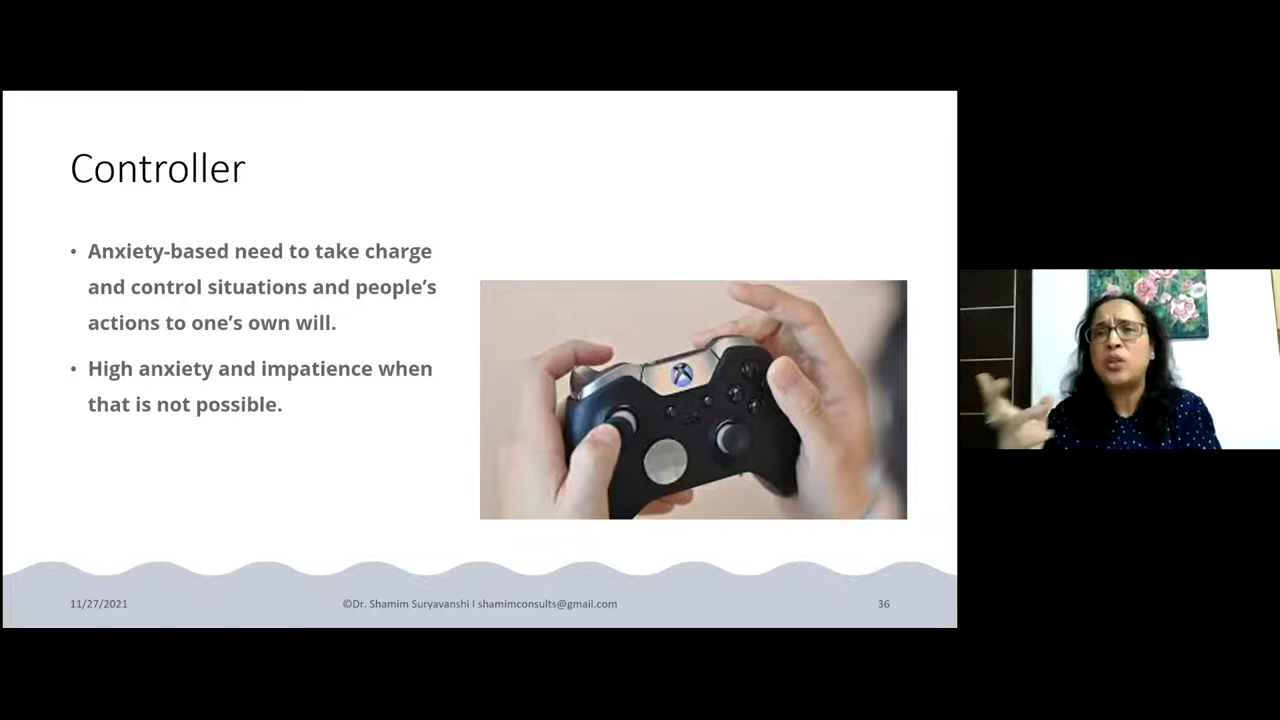 Controller
• Anxiety-based need to take charge
and control situations and people’s
actions to one’s own will.
• High anxiety and impatience when
that is not possible.
11/27/2021
©Dr. Shamim Suryavanshi I shamimconsults@gmail.com
36